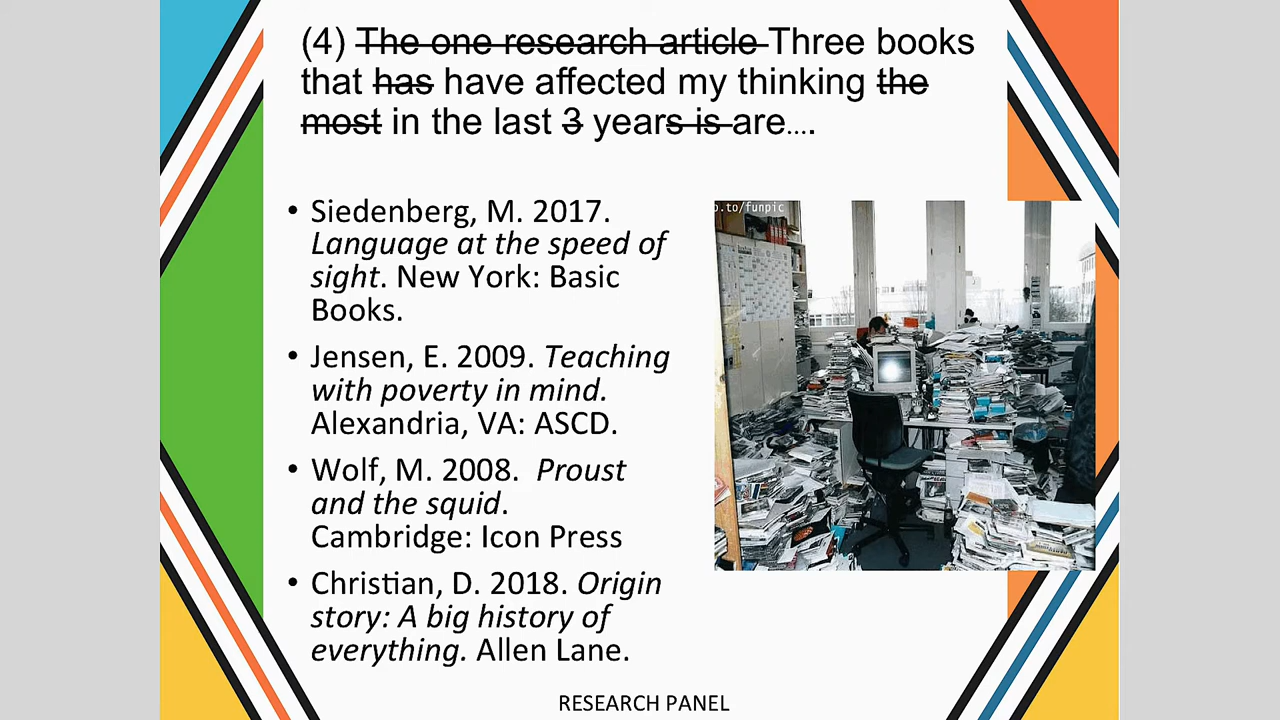 (4) The one research article Three books
that has have affected my thinking the
most in the last 3 years is are....
• Siedenberg, M. 2017.
Language at the speed of
sight. New York: Basic
Books.
• Jensen, E. 2009. Teaching
with poverty in mind.
Alexandria, VA: ASCD.
• Wolf, M. 2008. Proust
and the squid.
Cambridge: Icon Press
• Christian, D. 2018. Origin
story: A big history of
everything. Allen Lane.
o.to/funpic
RESEARCH PANEL